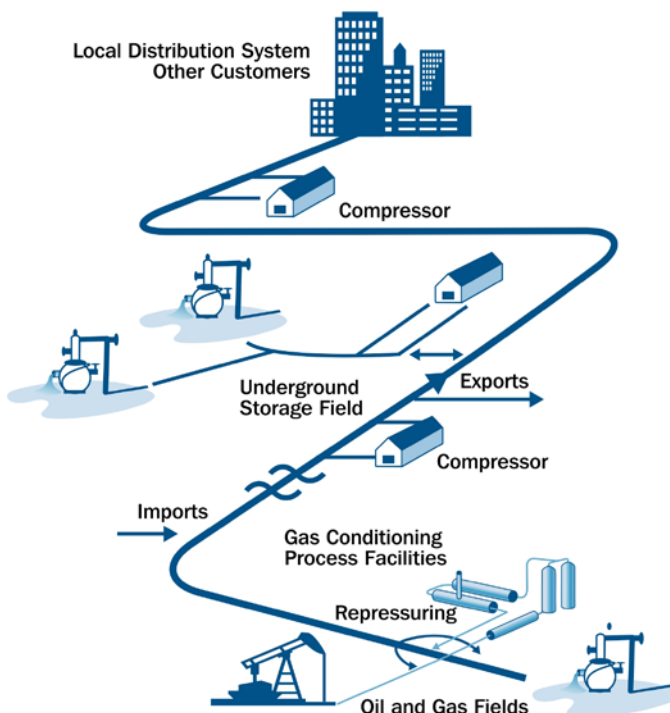 Local Distribution System
Other Customers
Compressor
Underground
Storage Field
Exports
Compressor
Imports
Gas Conditioning
Process Facilities
Repressuring
Oil and Gas Fields